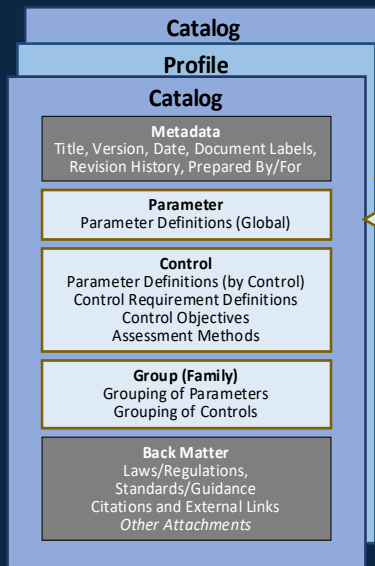 Catalog
Profile
Catalog
Metadata
Title, Version, Date, Document Labels,
Revision History, Prepared By/For
Parameter
Parameter Definitions (Global)
Control
Parameter Definitions (by Control)
Control Requirement Definitions
Control Objectives
Assessment Methods
Group (Family)
Grouping of Parameters
Grouping of Controls
Back Matter
Laws/Regulations,
Standards/Guidance
Citations and External Links
Other Attachments